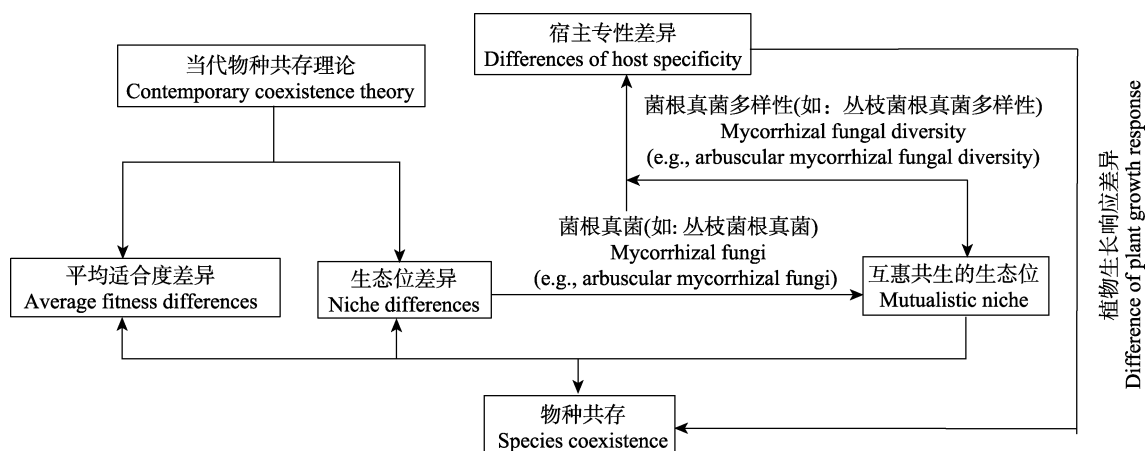 宿主专性差异
Differences of host specificity
当代物种共存理论
Contemporary coexistence theory
菌根真菌多样性(如：丛枝菌根真菌多样性)
Mycorrhizal fungal diversity
(e.g., arbuscular mycorrhizal fungal diversity)
菌根真菌(如: 丛枝菌根真菌)
Mycorrhizal fungi
(e.g., arbuscular mycorrhizal fungi)
平均适合度差异
Average fitness differences
生态位差异
Niche differences
互惠共生的生态位
Mutualistic niche
植物生长响应差异
Difference of plant growth response
物种共存
Species coexistence